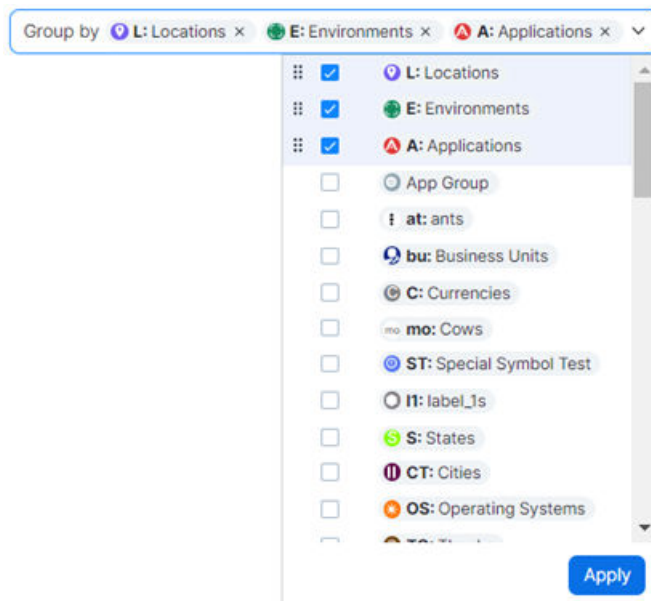 Group by L: Locations × E: Environments × A: Applications ×
L: Locations
E: Environments
A: Applications
App Group
at: ants
bu: Business Units
C: Currencies
mo mo: Cows
ST: Special Symbol Test
l1: label_1s
S: States
CT: Cities
OS: Operating Systems
Apply